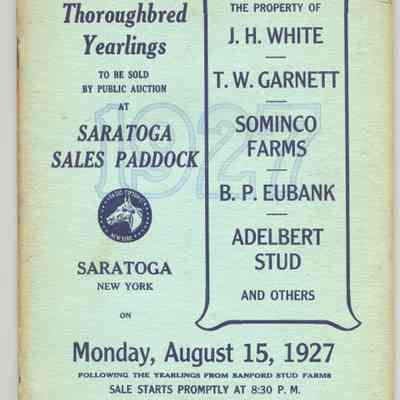 Thoroughbred
Yearlings
TO BE SOLD
BY PUBLIC AUCTION
AT
SARATOGA
SALES PADDOCK
NEW YORK
SARATOGA
NEW YORK
ON
THE PROPERTY OF
J. H. WHITE
T. W. GARNETT
SOMINCO
FARMS
B. P. EUBANK
ADELBERT
STUD
AND OTHERS
1927
Monday, August 15, 1927
FOLLOWING THE YEARLINGS FROM SANFORD STUD FARMS
SALE STARTS PROMPTLY AT 8:30 P. M.